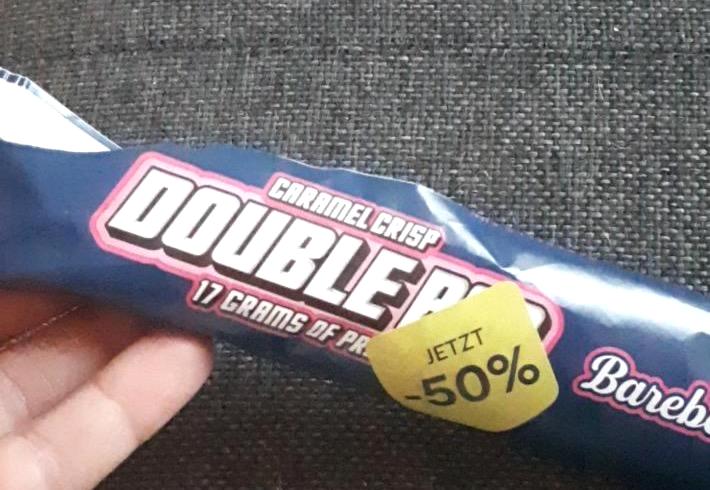 CARAMEL CRISP
DOUBLE
17 GRAMS OF
JETZT
-50%